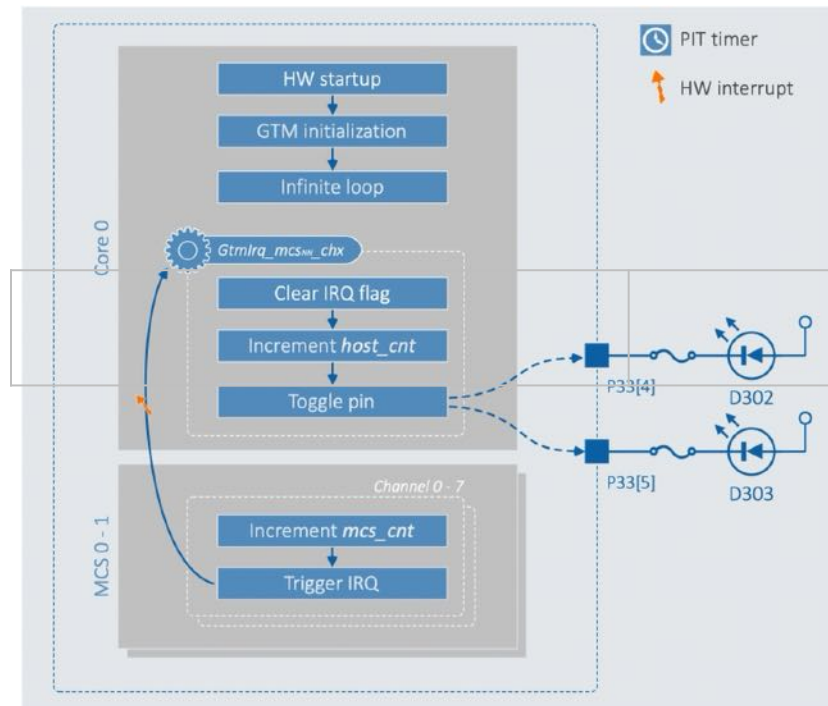 PIT timer
HW interrupt
HW startup
GTM initialization
Infinite loop
Core 0
GtmIrq_mcsNN_chx
Clear IRQ flag
Increment host_cnt
Toggle pin
P33[4]
D302
P33[5]
D303
MCS 0 - 1
Channel 0 - 7
Increment mcs_cnt
Trigger IRQ